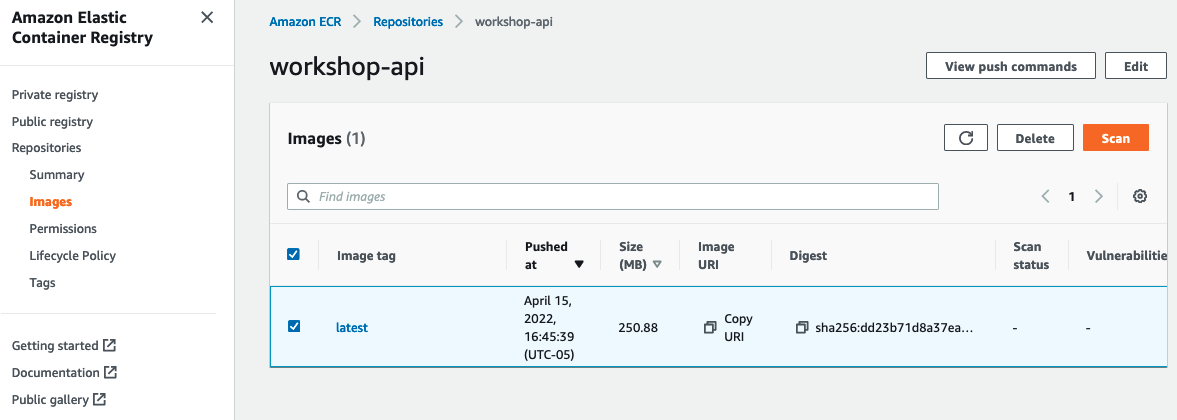 Amazon Elastic
Container Registry
Private registry
Public registry
Repositories
Summary
Images
Permissions
Lifecycle Policy
Tags
Getting started
Documentation
Public gallery
Amazon ECR > Repositories > workshop-api
workshop-api
View push commands
Edit
Images (1)
Delete
Scan
Find images
1
Image tag
Pushed
at
Size
(MB)
Image
URI
Digest
Scan
status
Vulnerabilitie
latest
April 15,
2022,
16:45:39
(UTC-05)
250.88
Copy
URI
sha256:dd23b71d8a37ea...
-
-